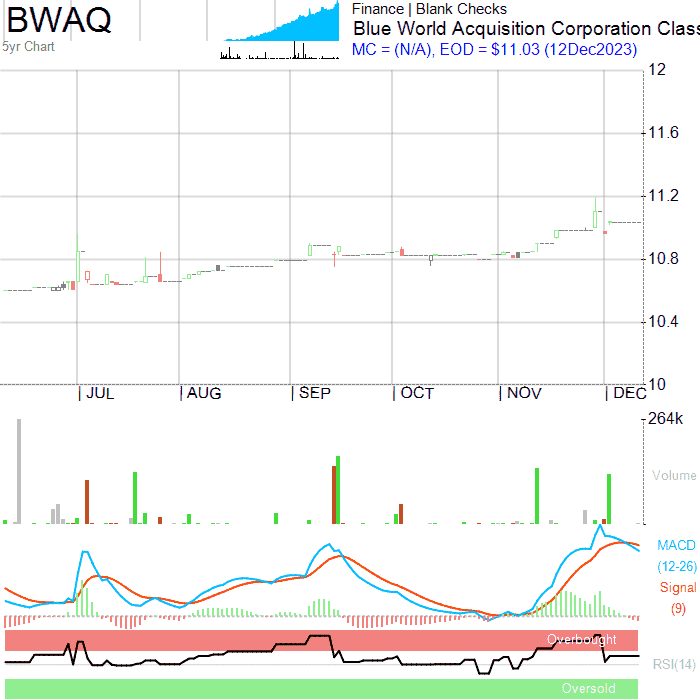 BWAQ
5yr Chart
Finance | Blank Checks
Blue World Acquisition Corporation Class
MC = (N/A), EOD = $11.03 (12Dec2023)
12
11.6
11.2
10.8
10.4
10
| JUL | AUG | SEP | OCT | NOV | DEC
264k
Volume
MACD
(12-26)
Signal
(9)
Overbought
RSI(14)
Oversold